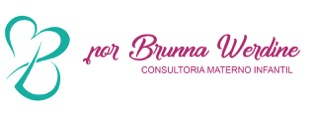 por Brunna Werdine
CONSULTORIA MATERNO INFANTIL